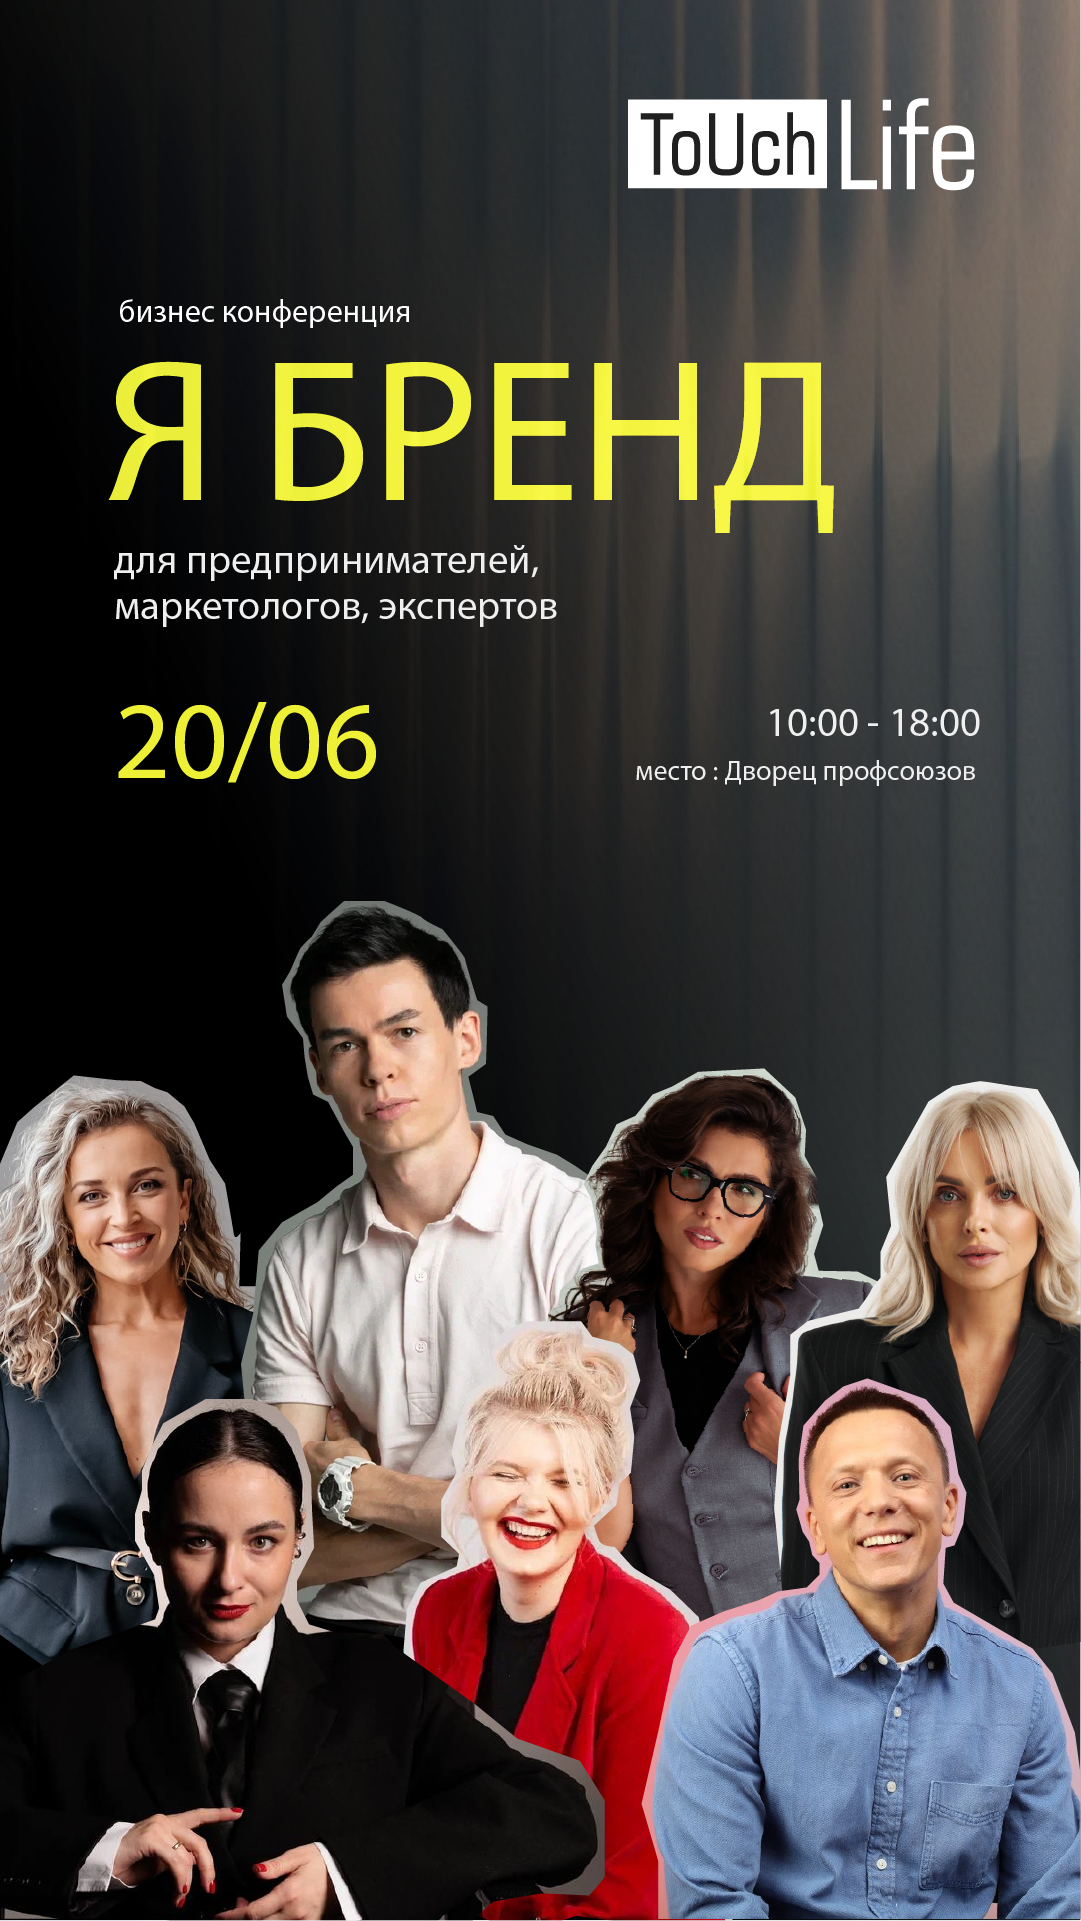 ToUch Life
бизнес конференция
Я БРЕНД
для предпринимателей,
маркетологов, экспертов
20/06
10:00 - 18:00
место : Дворец профсоюзов